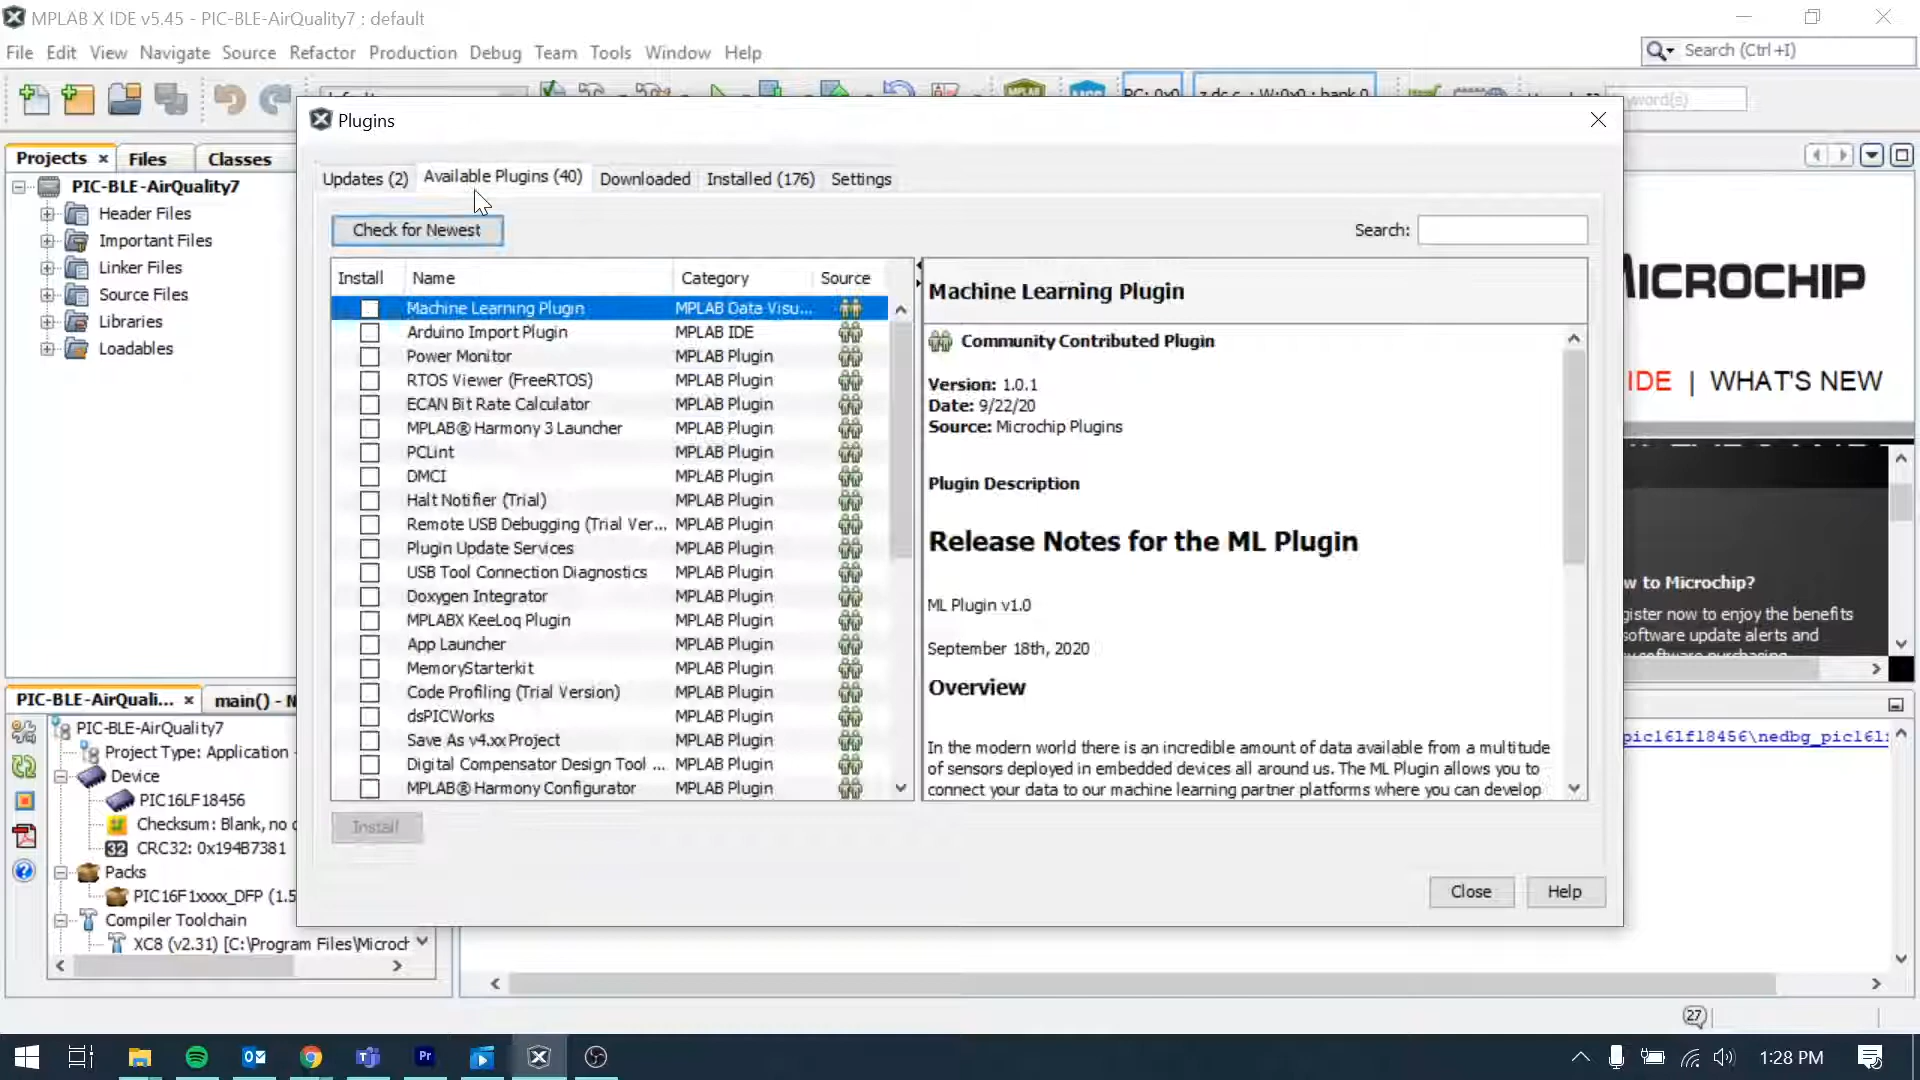 MPLAB X IDE v5.45 - PIC-BLE-AirQuality7 : default
File Edit View Navigate Source Refactor Production Debug Team Tools Window Help
Search (Ctrl+I)
PC: 0x0
z dc c : W:0x0 : bank 0
Plugins
Projects Files Classes
PIC-BLE-AirQuality7
Header Files
Important Files
Linker Files
Source Files
Libraries
Loadables
Updates (2) Available Plugins (40) Downloaded Installed (176) Settings
Check for Newest
Search:
Install Name Category Source
Machine Learning Plugin MPLAB Data Visu...
Arduino Import Plugin MPLAB IDE
Power Monitor MPLAB Plugin
RTOS Viewer (FreeRTOS) MPLAB Plugin
ECAN Bit Rate Calculator MPLAB Plugin
MPLAB® Harmony 3 Launcher MPLAB Plugin
PCLint MPLAB Plugin
DMCI MPLAB Plugin
Halt Notifier (Trial) MPLAB Plugin
Remote USB Debugging (Trial Ver... MPLAB Plugin
Plugin Update Services MPLAB Plugin
USB Tool Connection Diagnostics MPLAB Plugin
Doxygen Integrator MPLAB Plugin
MPLABX KeeLoq Plugin MPLAB Plugin
App Launcher MPLAB Plugin
MemoryStarterkit MPLAB Plugin
Code Profiling (Trial Version) MPLAB Plugin
dsPICWorks MPLAB Plugin
Save As v4.xx Project MPLAB Plugin
Digital Compensator Design Tool ... MPLAB Plugin
MPLAB® Harmony Configurator MPLAB Plugin
Install
Machine Learning Plugin
Community Contributed Plugin
Version: 1.0.1
Date: 9/22/20
Source: Microchip Plugins
Plugin Description
Release Notes for the ML Plugin
ML Plugin v1.0
September 18th, 2020
Overview
In the modern world there is an incredible amount of data available from a multitude
of sensors deployed in embedded devices all around us. The ML Plugin allows you to
connect your data to our machine learning partner platforms where you can develop
Close Help
MICROCHIP
IDE | WHAT'S NEW
w to Microchip?
gister now to enjoy the benefits
software update alerts and
PIC-BLE-AirQuali... main() - N
PIC-BLE-AirQuality7
Project Type: Application -
Device
PIC16LF18456
Checksum: Blank, no c
32 CRC32: 0x194B7381
Packs
PIC16F1xxxx_DFP (1.5
Compiler Toolchain
XC8 (v2.31) [C:\Program Files\Microch
27
1:28 PM